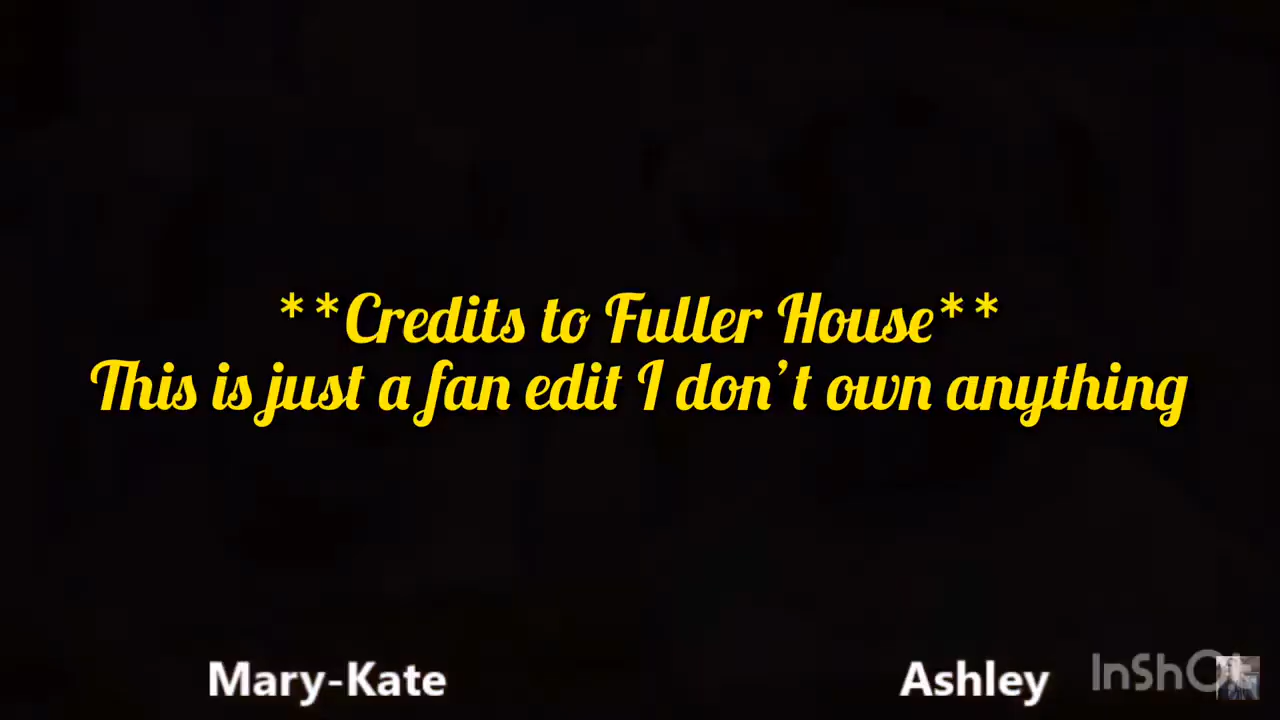 **Credits to Fuller House**
This is just a fan edit I don’t own anything
Mary-Kate
Ashley
InShOt